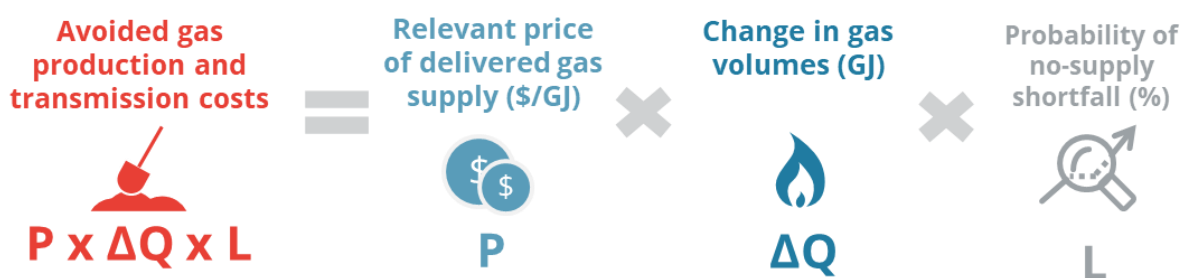 Avoided gas
production and
transmission costs
Relevant price
of delivered gas
supply ($/GJ)
Change in gas
volumes (GJ)
Probability of
no-supply
shortfall (%)
$
$
P x ΔQ x L
P
ΔQ
L